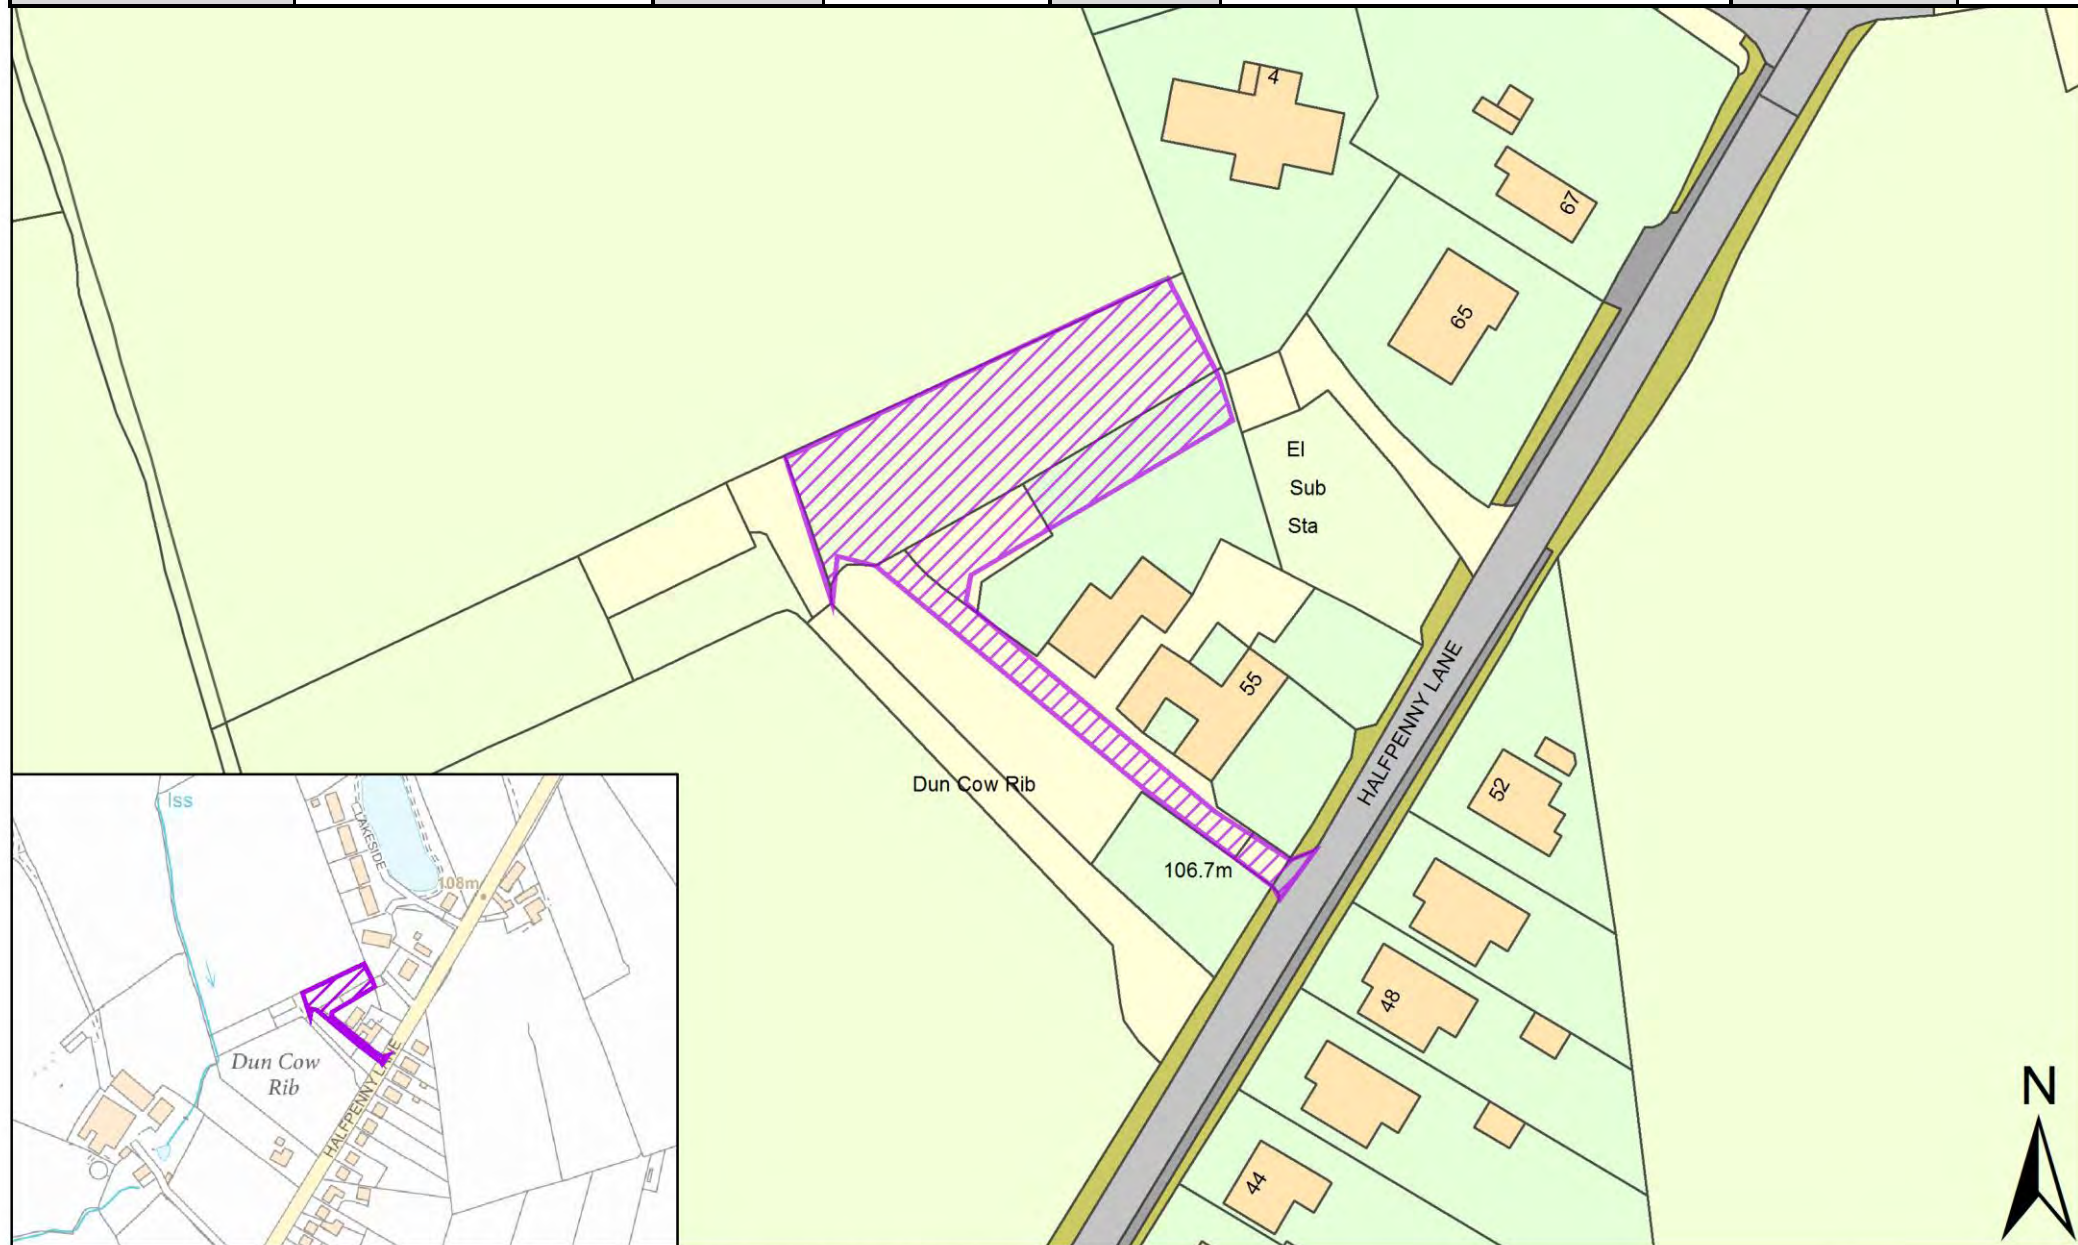 4
67
65
El
Sub
Sta
55
HALFPENNY LANE
52
Dun Cow Rib
106.7m
48
44
N
Iss
LAKESIDE
108m
Dun Cow
Rib
HALFPENNY LANE